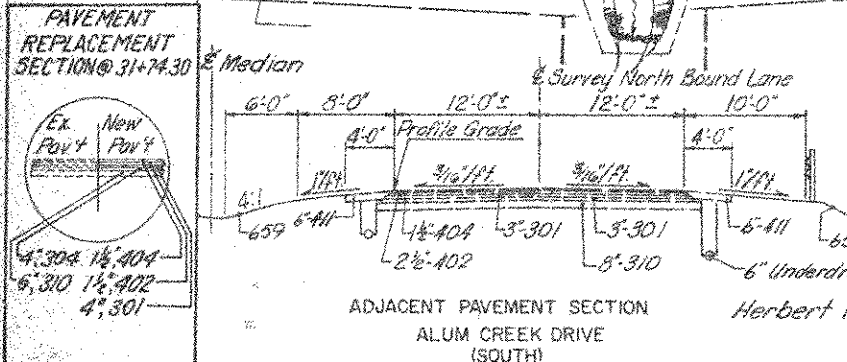 PAVEMENT
REPLACEMENT
SECTION@ 31+74.30
Ex New
Pav't Pav't
4",304 1½",404
6",310 1½",402
4",301
℄ Median
℄ Survey North Bound Lane
6'-0" 8'-0" 12'-0"± 12'-0"± 10'-0"
4'-0" Profile Grade 4'-0"
1"/ft. 3/16"/ft. 3/16"/ft. 1"/ft.
4:1
659 6"-411 1½"-404 3"-301 3"-301 6"-411
2½"-402 8"-310 6" Underdr
ADJACENT PAVEMENT SECTION
ALUM CREEK DRIVE
(SOUTH)
Herbert